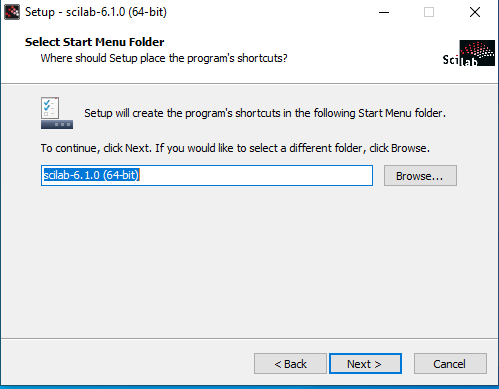 Setup - scilab-6.1.0 (64-bit)
Select Start Menu Folder
Where should Setup place the program's shortcuts?
Scilab
Setup will create the program's shortcuts in the following Start Menu folder.
To continue, click Next. If you would like to select a different folder, click Browse.
scilab-6.1.0 (64-bit)
Browse...
< Back
Next >
Cancel